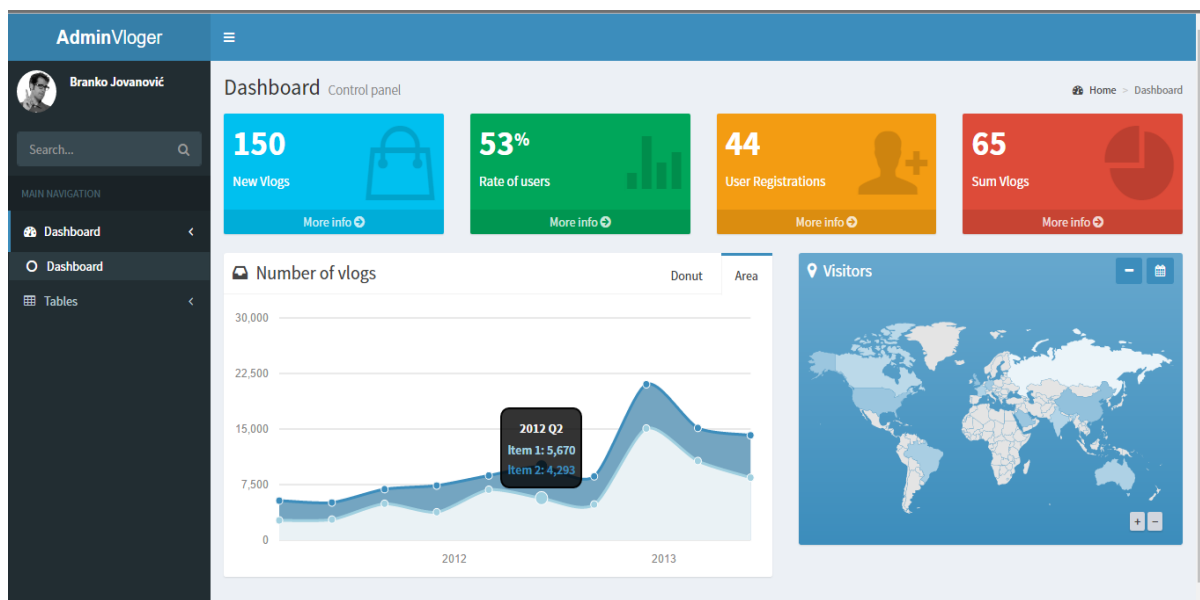 AdminVloger
Branko Jovanović
Search...
MAIN NAVIGATION
Dashboard
Dashboard
Tables
Dashboard Control panel
Home > Dashboard
150
New Vlogs
More info
53%
Rate of users
More info
44
User Registrations
More info
65
Sum Vlogs
More info
Number of vlogs
Donut
Area
30,000
22,500
15,000
7,500
0
2012 Q2
Item 1: 5,670
Item 2: 4,293
2012
2013
Visitors
+
−